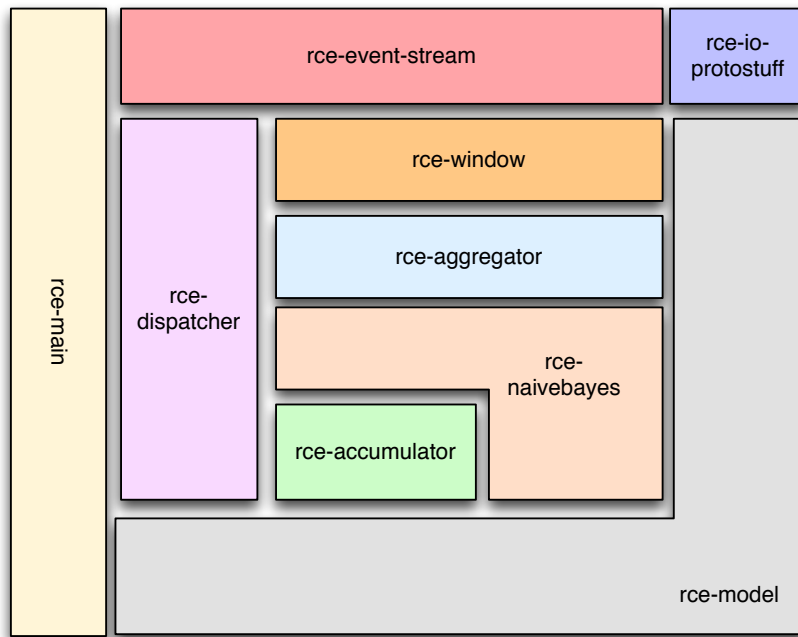 rce-main
rce-event-stream
rce-io-
protostuff
rce-window
rce-aggregator
rce-
dispatcher
rce-
naivebayes
rce-accumulator
rce-model